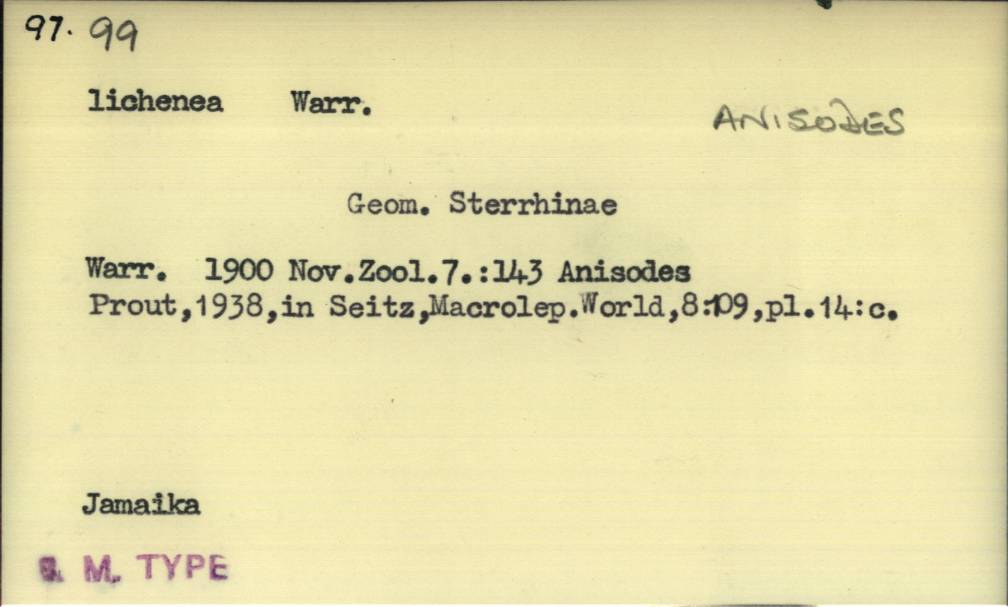 97. 99
lichenea Warr.
ANISODES
Geom. Sterrhinae
Warr. 1900 Nov.Zool.7.:143 Anisodes
Prout,1938,in Seitz,Macrolep.World,8:109,pl.14:c.
Jamaika
B. M. TYPE